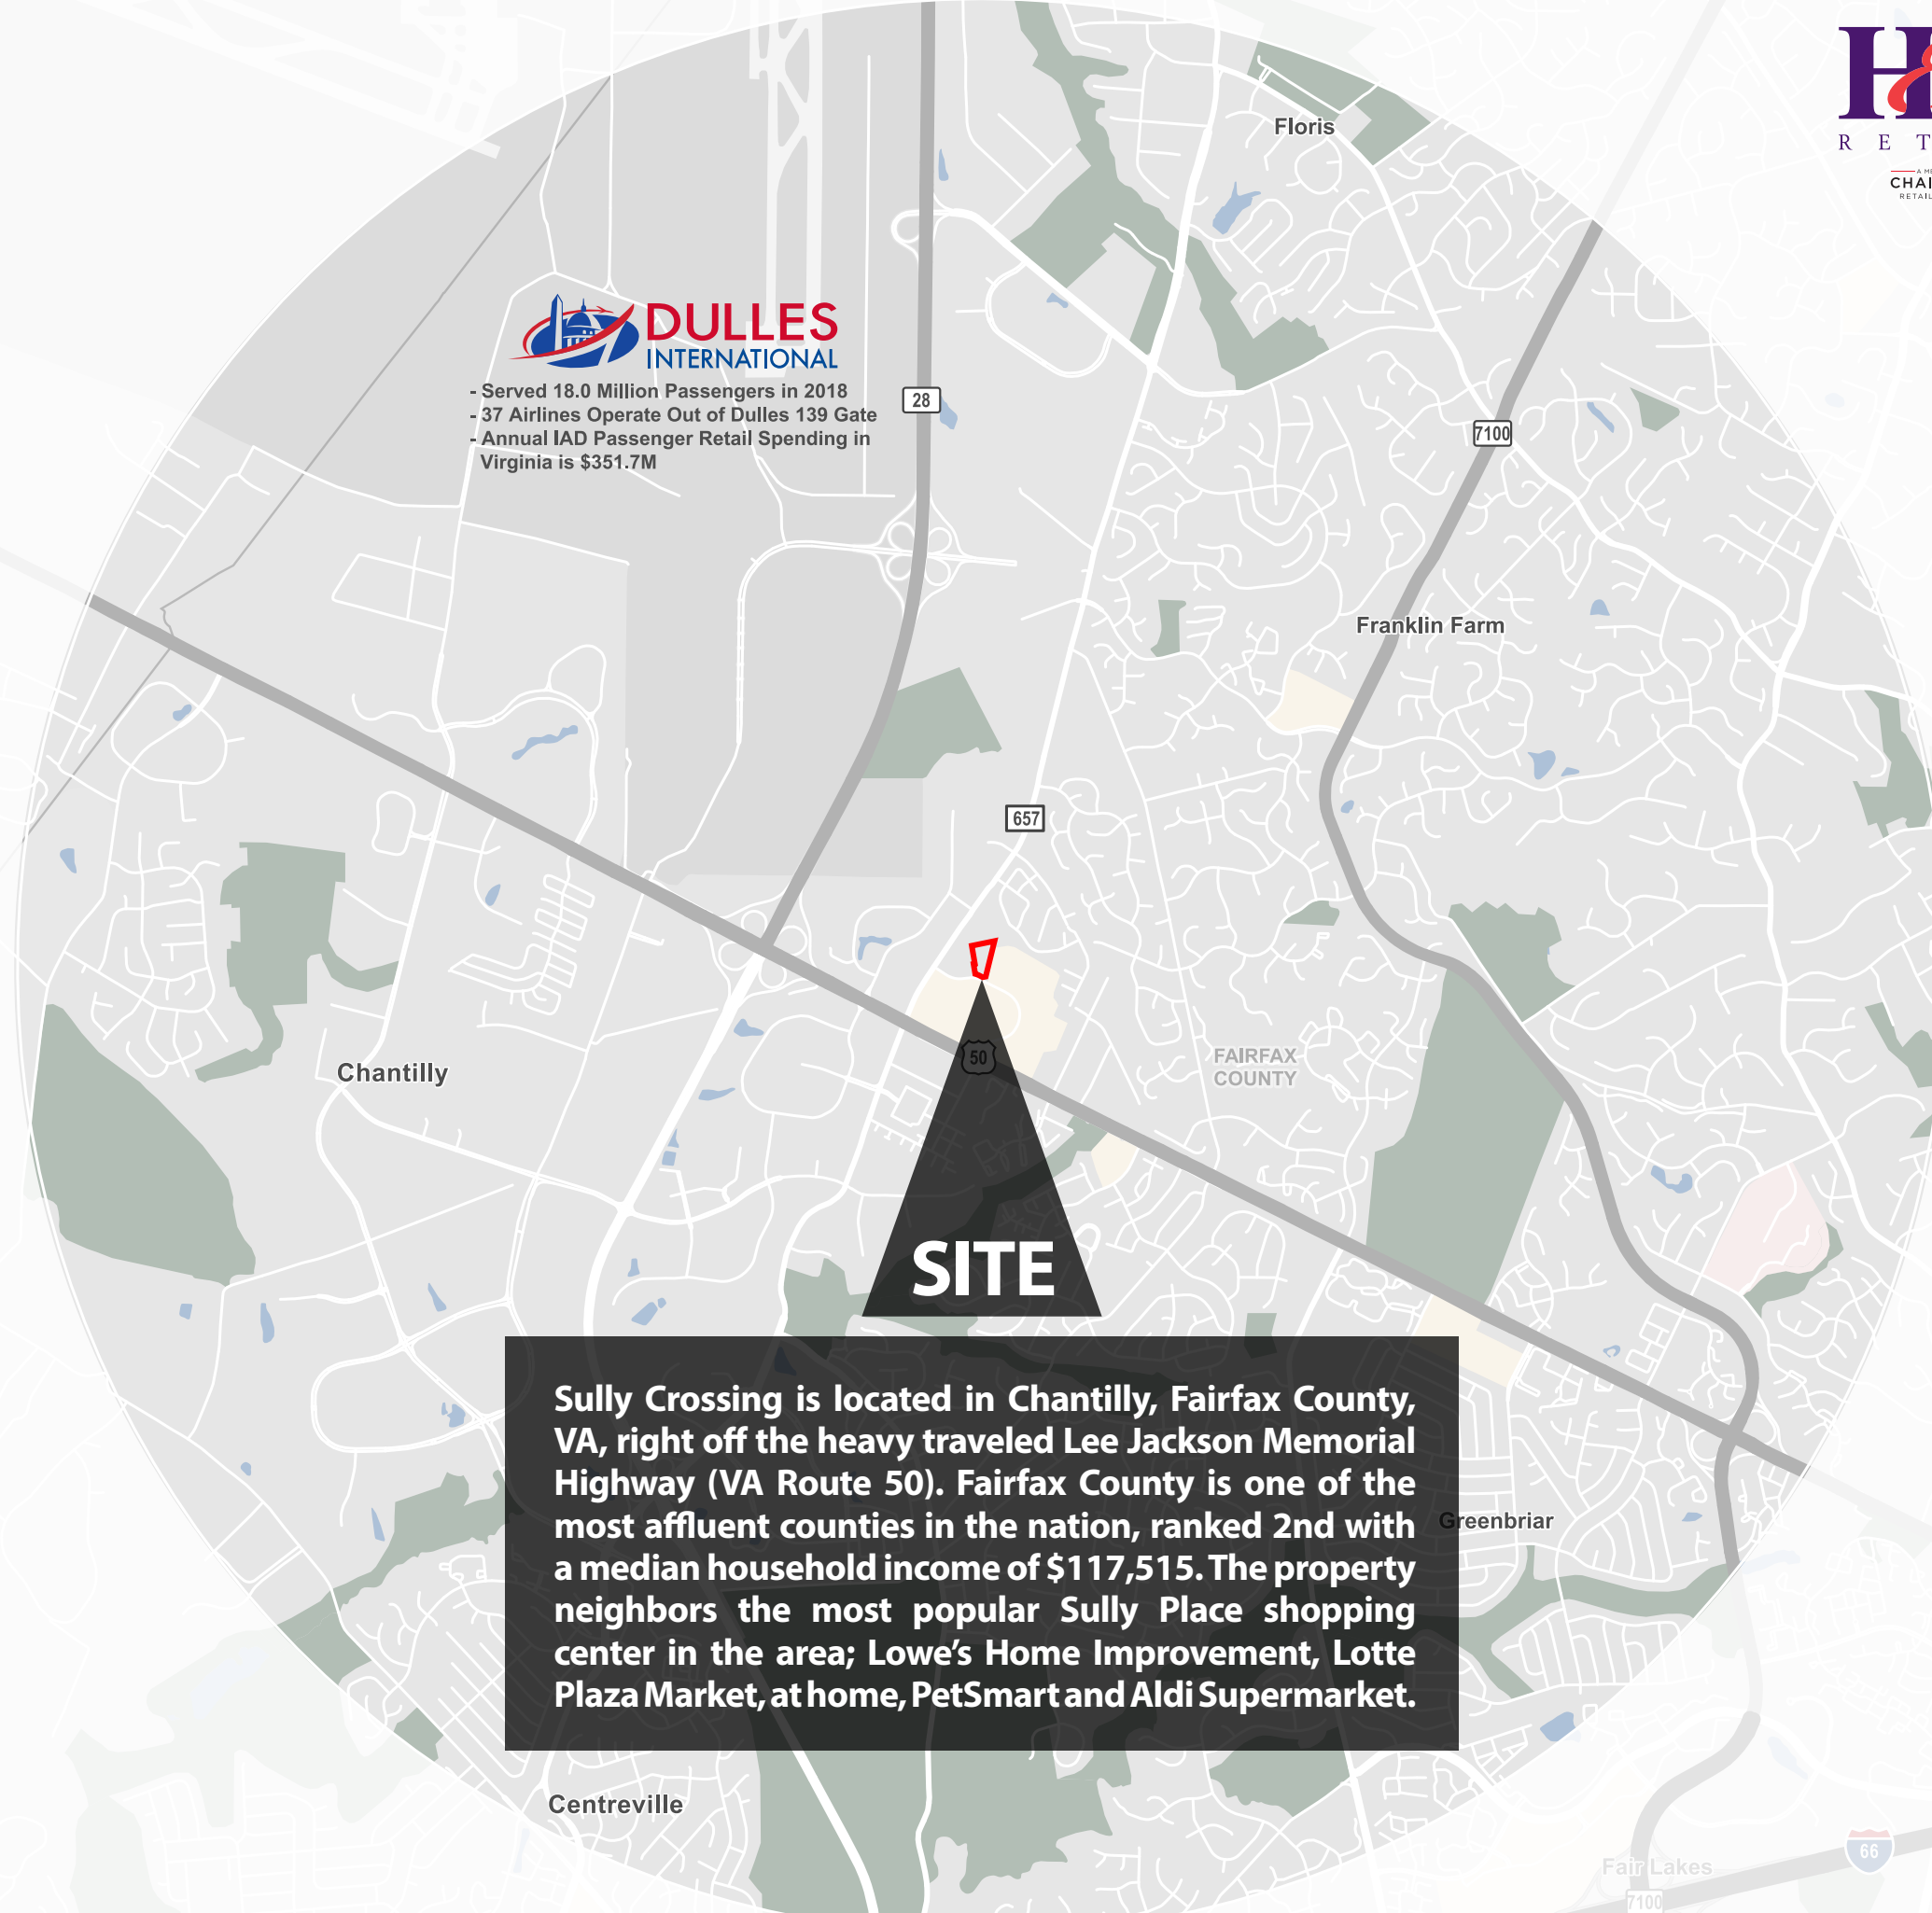 Floris
R E T
CHA
RETAIL
DULLES
INTERNATIONAL
- Served 18.0 Million Passengers in 2018
- 37 Airlines Operate Out of Dulles 139 Gate
- Annual IAD Passenger Retail Spending in
Virginia is $351.7M
28
7100
Franklin Farm
657
50
FAIRFAX
COUNTY
Chantilly
SITE
Sully Crossing is located in Chantilly, Fairfax County,
VA, right off the heavy traveled Lee Jackson Memorial
Highway (VA Route 50). Fairfax County is one of the
most affluent counties in the nation, ranked 2nd with
a median household income of $117,515. The property
neighbors the most popular Sully Place shopping
center in the area; Lowe's Home Improvement, Lotte
Plaza Market, at home, PetSmart and Aldi Supermarket.
Greenbriar
Centreville
66
Fair Lakes
7100